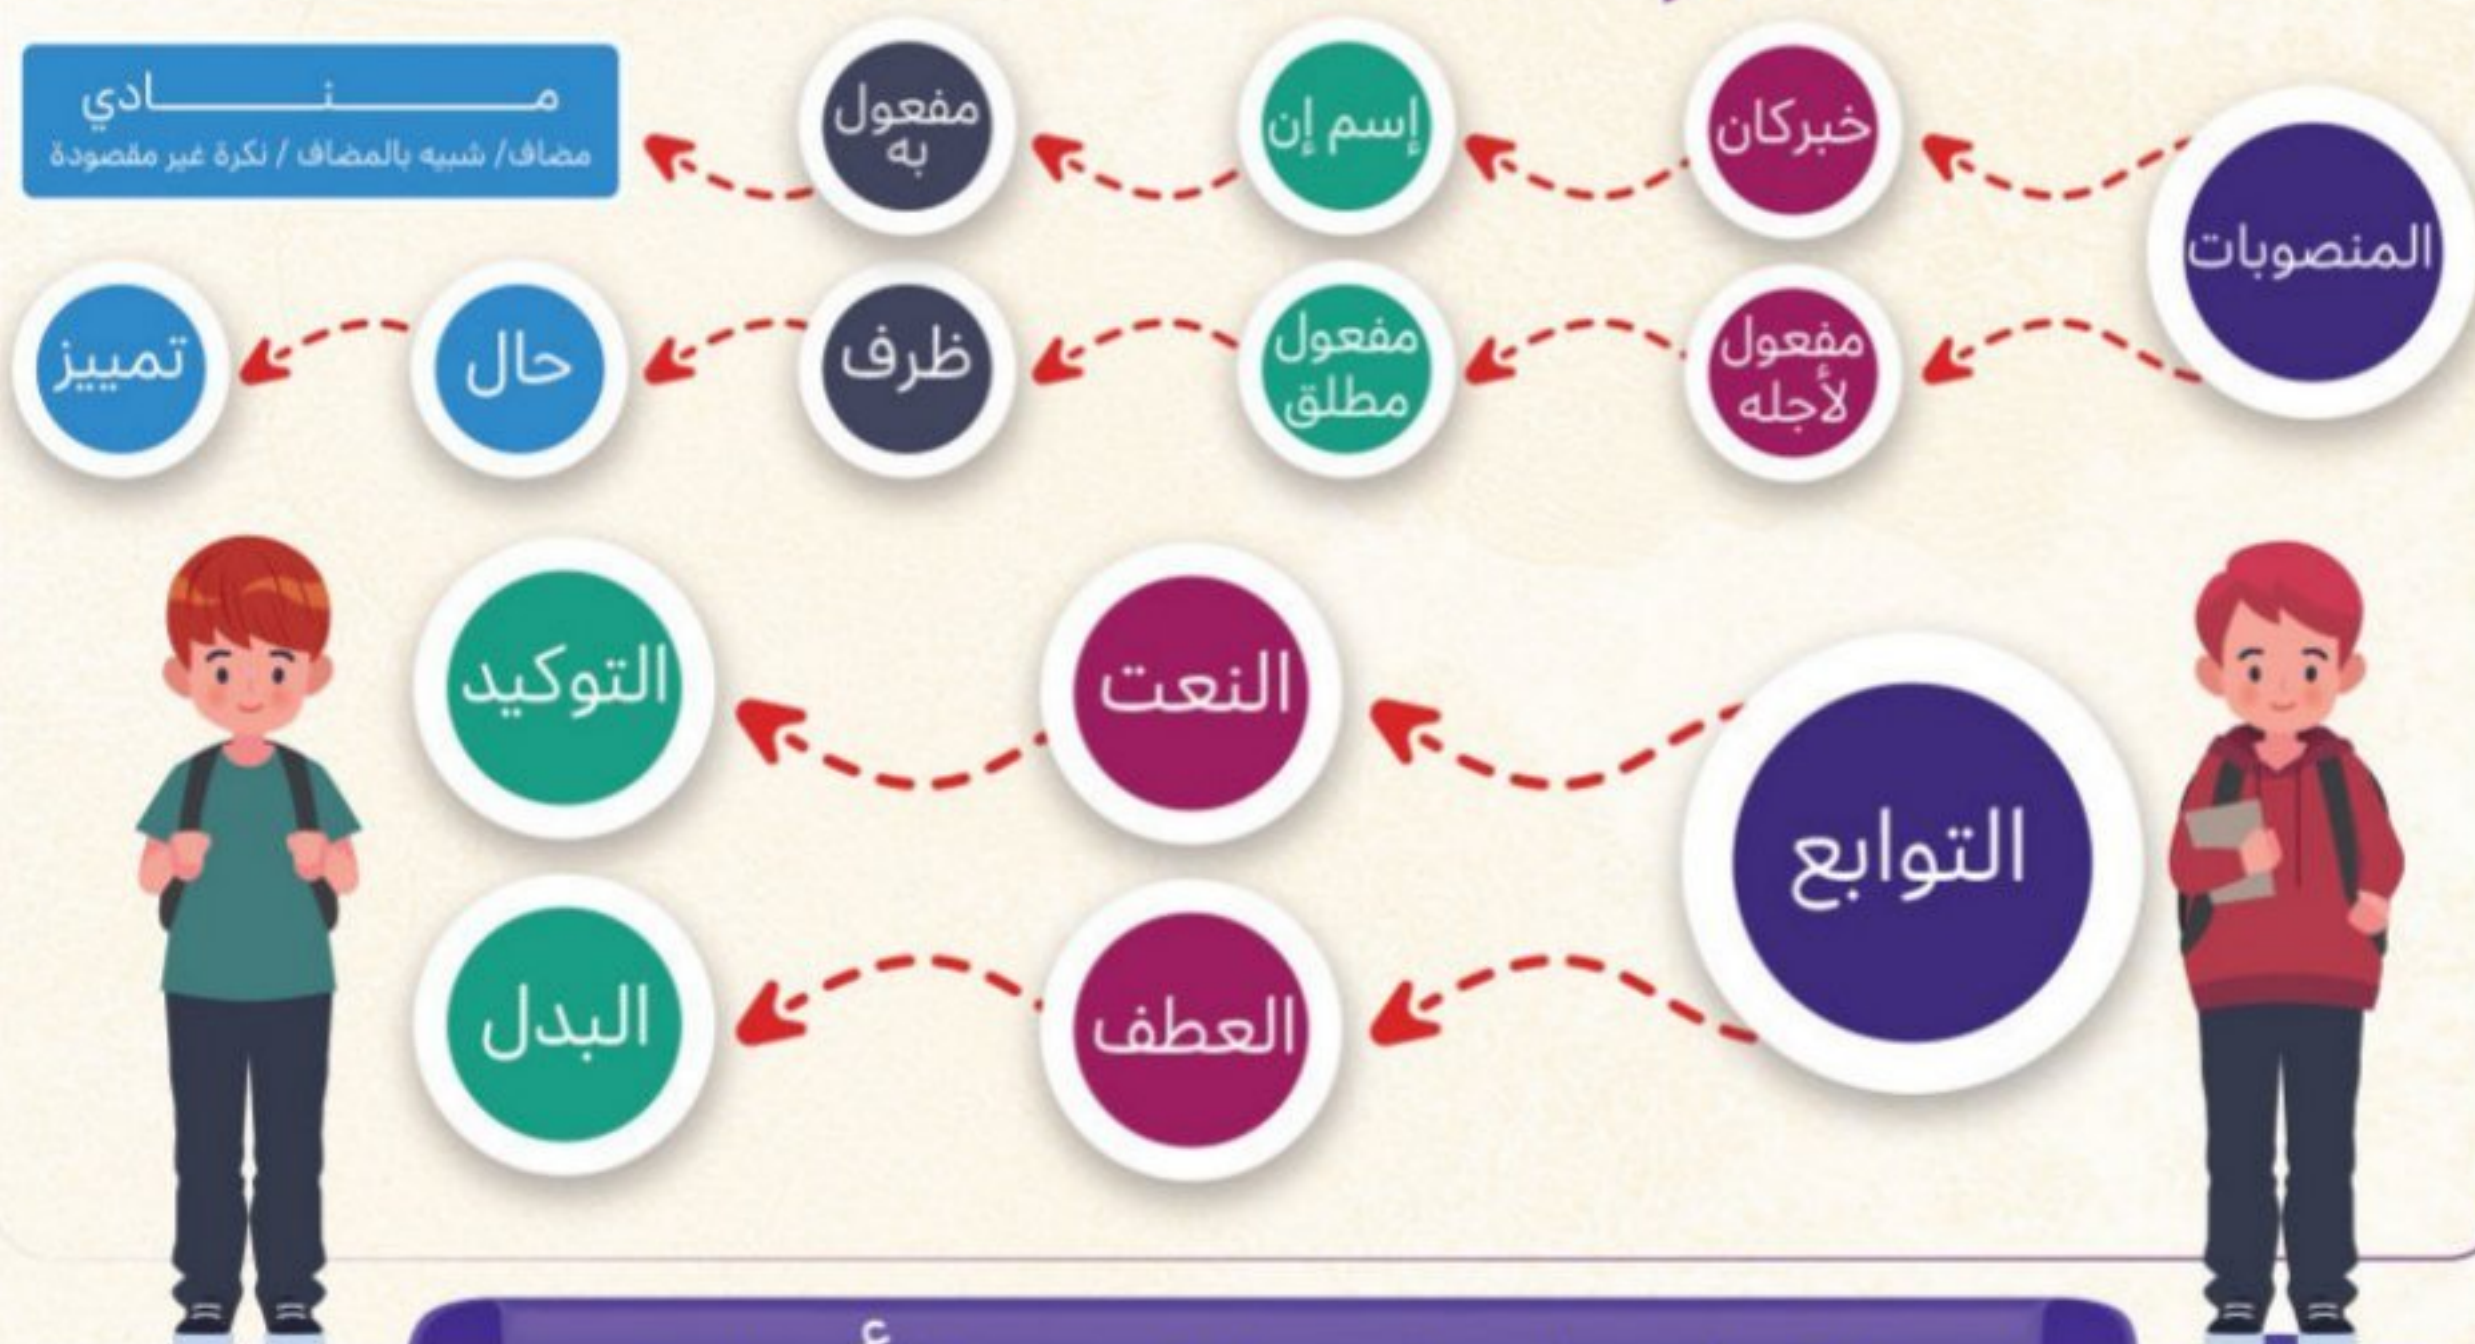 المنصوبات
خبركان
إسم إن
مفعول
به
منادي
مضاف/ شبيه بالمضاف / نكرة غير مقصودة
مفعول
لأجله
مفعول
مطلق
ظرف
حال
تمييز
التوابع
النعت
التوكيد
العطف
البدل